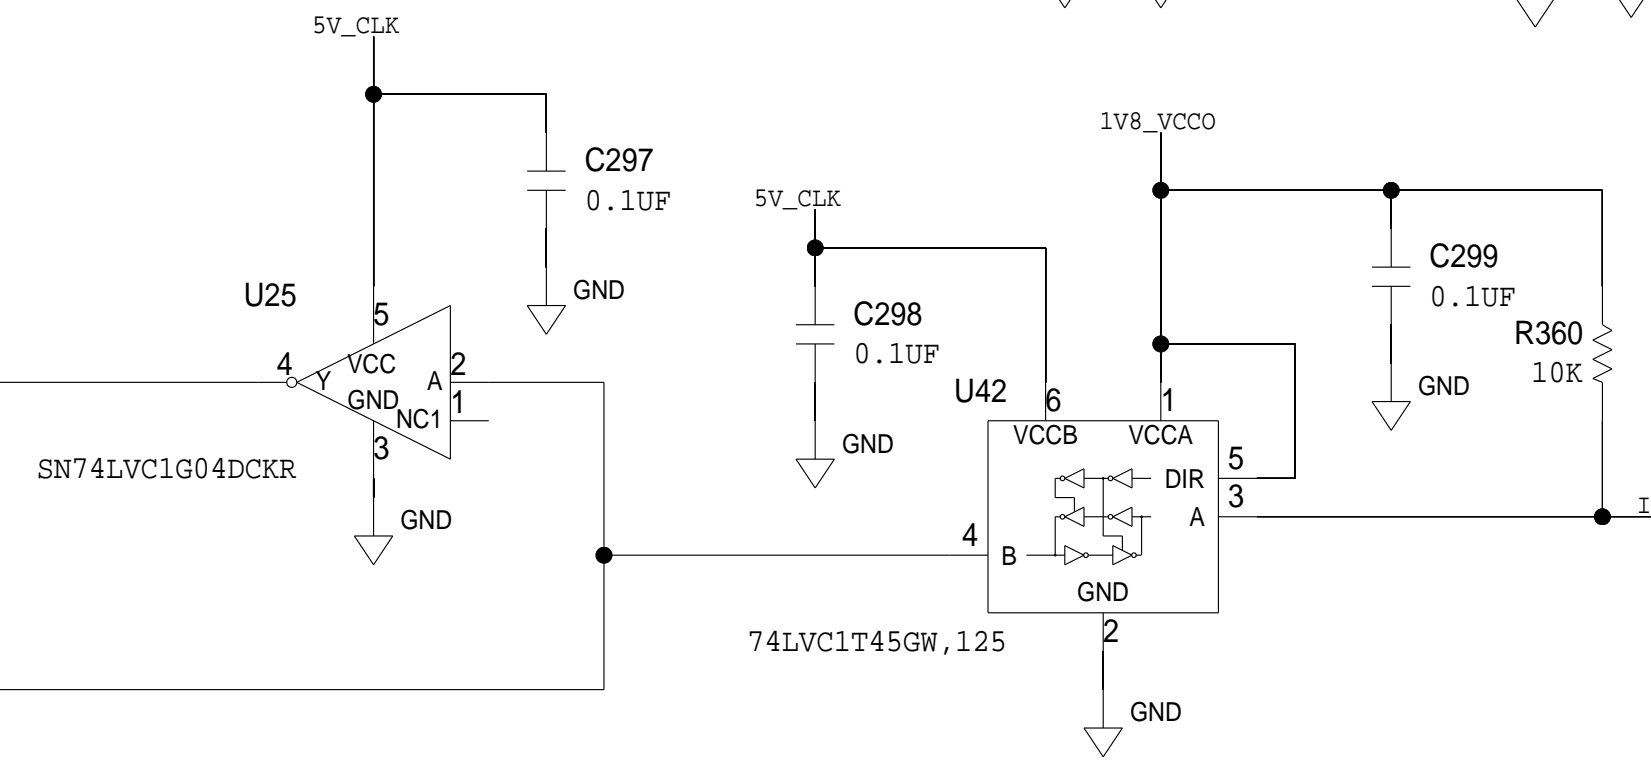 5V_CLK
C297
0.1UF
GND
U25
5
VCC
4
Y
A
2
GND
NC1
1
3
SN74LVC1G04DCKR
GND
5V_CLK
C298
0.1UF
GND
1V8_VCCO
C299
0.1UF
GND
R360
10K
U42
6
1
VCCB
VCCA
DIR
5
A
3
4
B
GND
2
74LVC1T45GW,125
GND